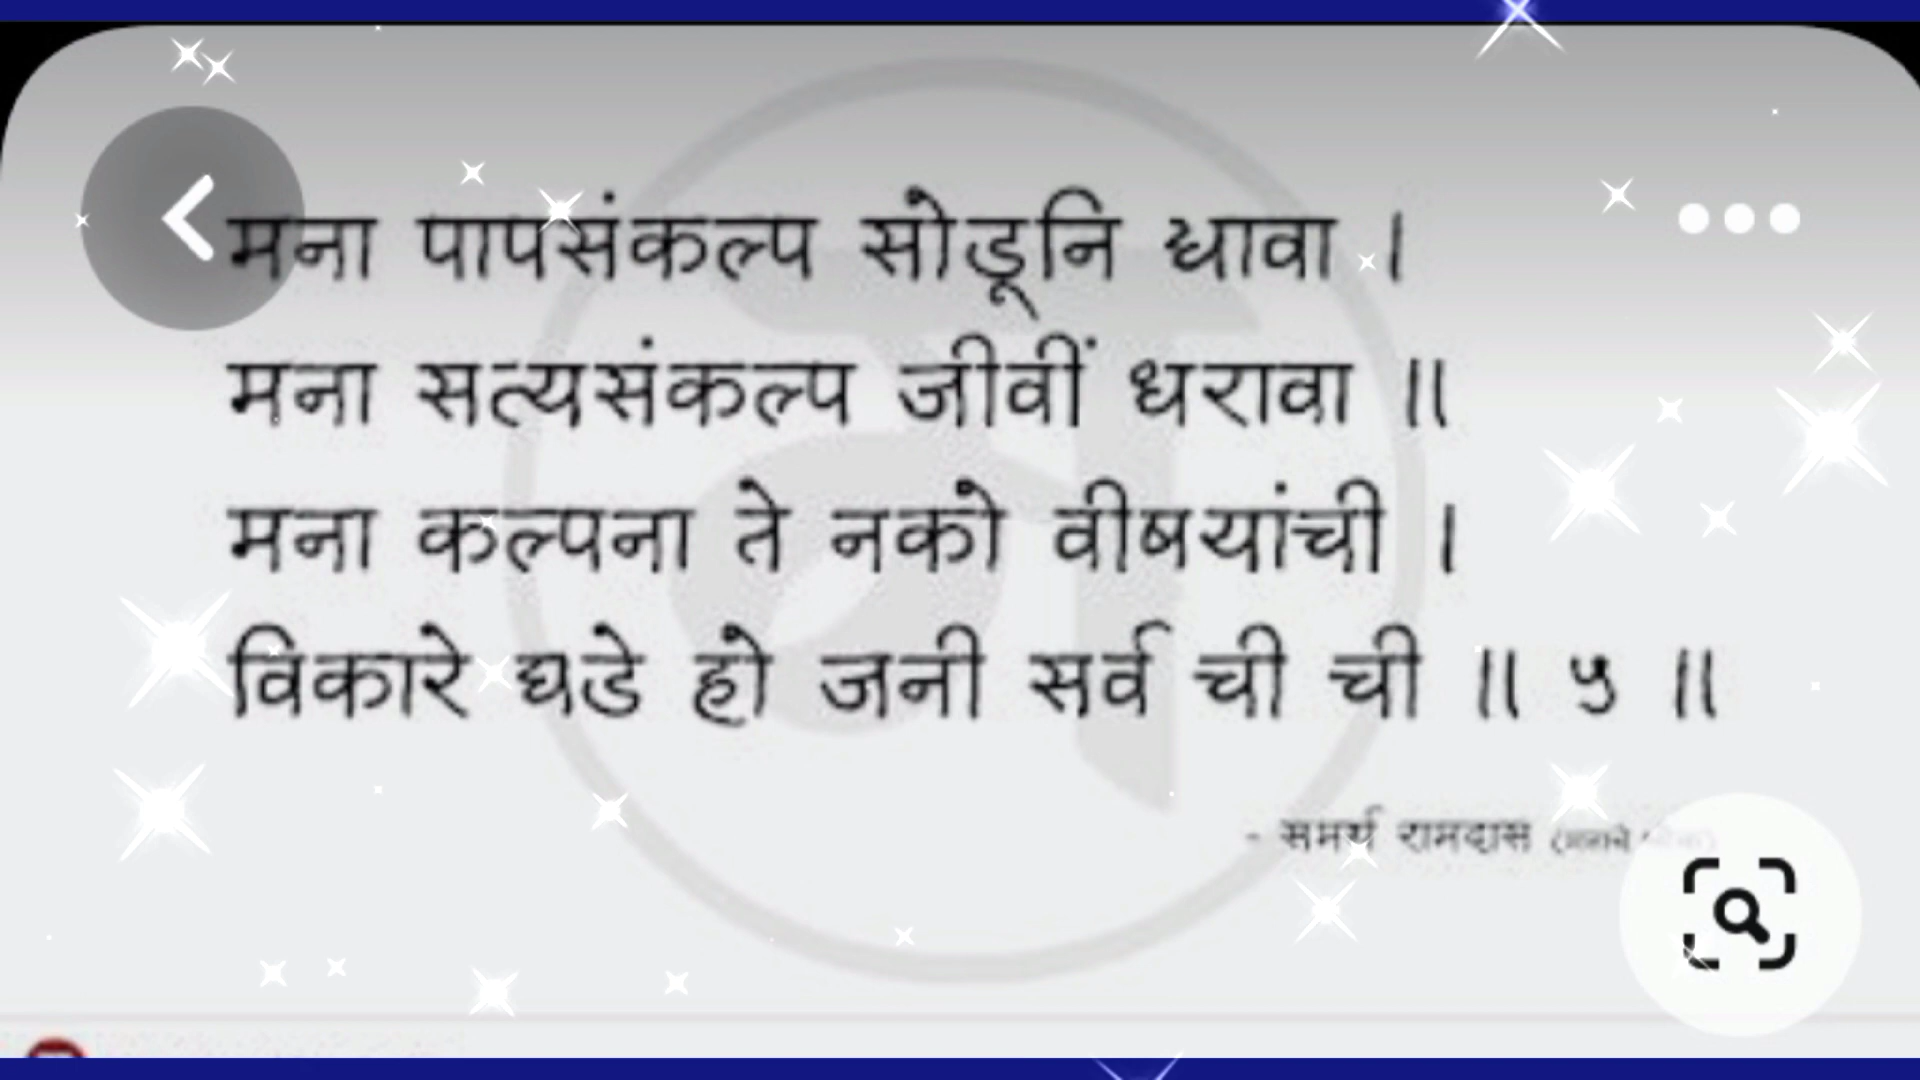 मना पापसंकल्प सोडूनि द्यावा ।
मना सत्यसंकल्प जीवीं धरावा ॥
मना कल्पना ते नको वीषयांची ।
विकारे घडे हो जनी सर्व ची ची ॥ ५ ॥
- समर्थ रामदास